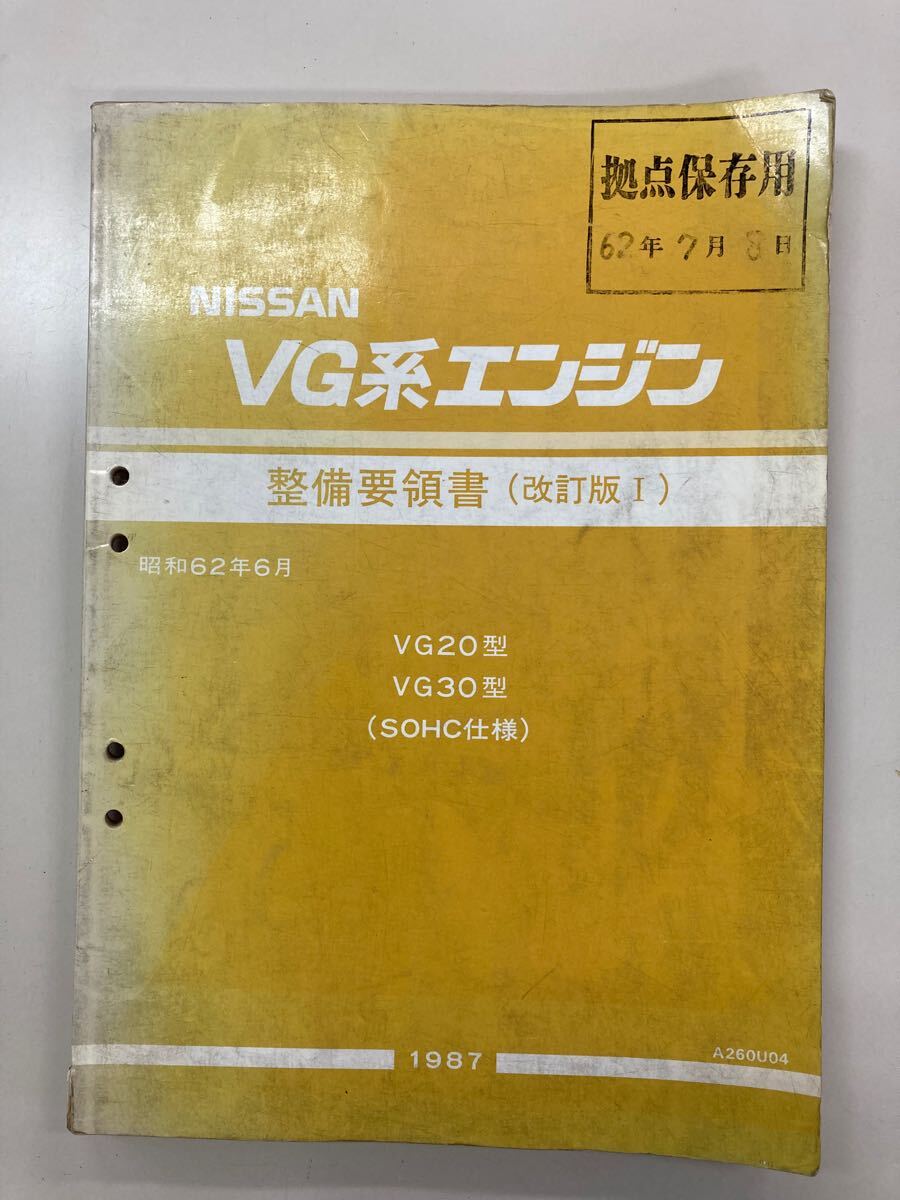 拠点保存用
62年7月8日
NISSAN
VG系エンジン
整備要領書（改訂版Ⅰ）
昭和62年6月
VG20型
VG30型
（SOHC仕様）
1987
A260U04